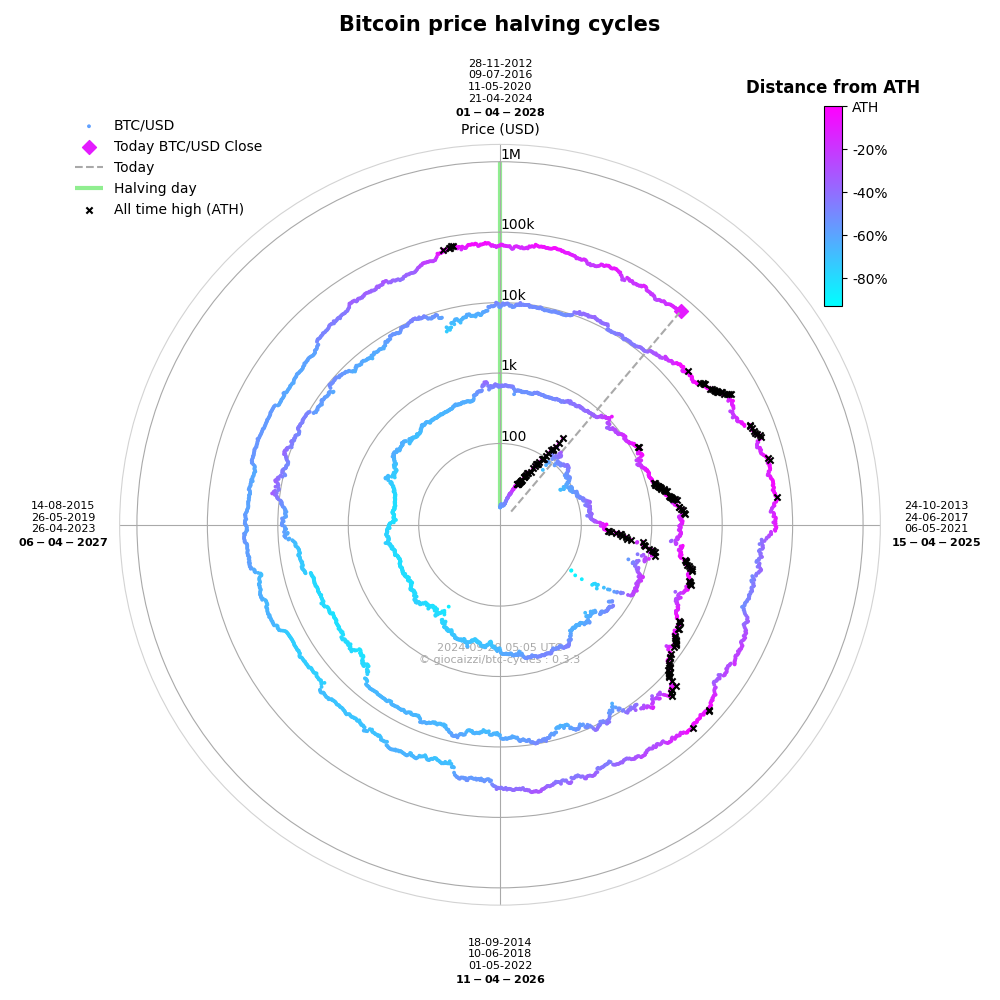 Bitcoin price halving cycles
28-11-2012
09-07-2016
11-05-2020
21-04-2024
01-04-2028
Price (USD)
BTC/USD
Today BTC/USD Close
Today
Halving day
All time high (ATH)
Distance from ATH
ATH
-20%
-40%
-60%
-80%
1M
100k
10k
1k
100
14-08-2015
26-05-2019
26-04-2023
06-04-2027
24-10-2013
24-06-2017
06-05-2021
15-04-2025
05:05 UTC
© giocaizzi/btc-cycles : 0.3.3
18-09-2014
10-06-2018
01-05-2022
11-04-2026